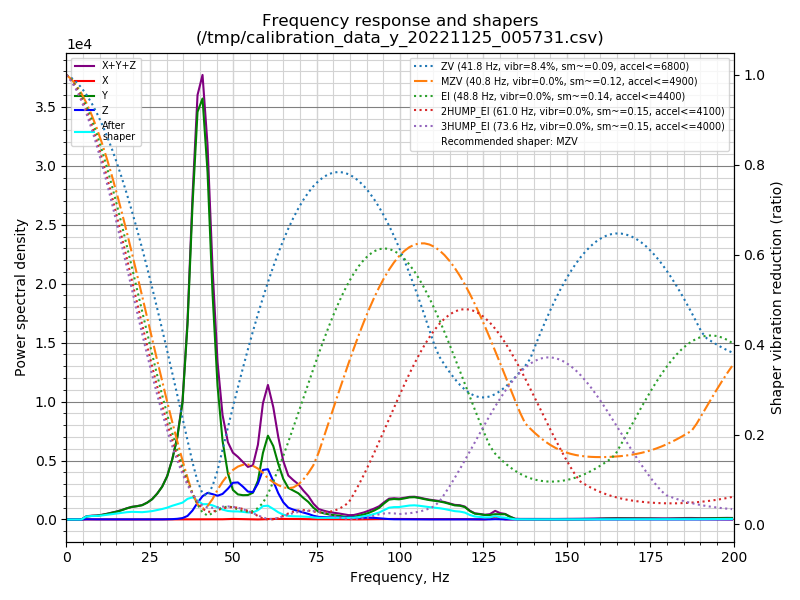 Frequency response and shapers
(/tmp/calibration_data_y_20221125_005731.csv)
1e4
X+Y+Z
X
Y
Z
After
shaper
ZV (41.8 Hz, vibr=8.4%, sm~=0.09, accel<=6800)
MZV (40.8 Hz, vibr=0.0%, sm~=0.12, accel<=4900)
EI (48.8 Hz, vibr=0.0%, sm~=0.14, accel<=4400)
2HUMP_EI (61.0 Hz, vibr=0.0%, sm~=0.15, accel<=4100)
3HUMP_EI (73.6 Hz, vibr=0.0%, sm~=0.15, accel<=4000)
Recommended shaper: MZV
Power spectral density
3.5
3.0
2.5
2.0
1.5
1.0
0.5
0.0
1.0
0.8
0.6
0.4
0.2
0.0
Shaper vibration reduction (ratio)
0
25
50
75
100
125
150
175
200
Frequency, Hz